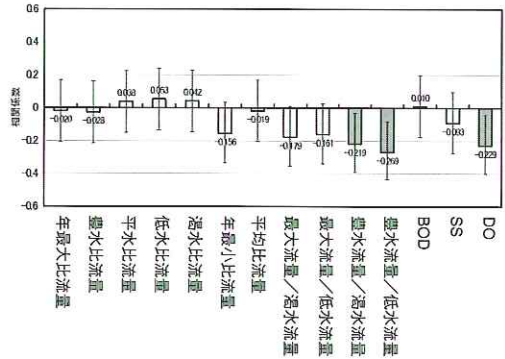 相関係数
0.6
0.4
0.2
0
-0.2
-0.4
-0.6
-0.020
-0.028
0.038
0.053
0.042
-0.156
-0.019
-0.179
-0.161
-0.219
-0.269
0.010
-0.093
-0.229
年最大比流量
豊水比流量
平水比流量
低水比流量
渇水比流量
年最小比流量
平均比流量
最大流量／渇水流量
最大流量／低水流量
豊水流量／渇水流量
豊水流量／低水流量
BOD
SS
DO